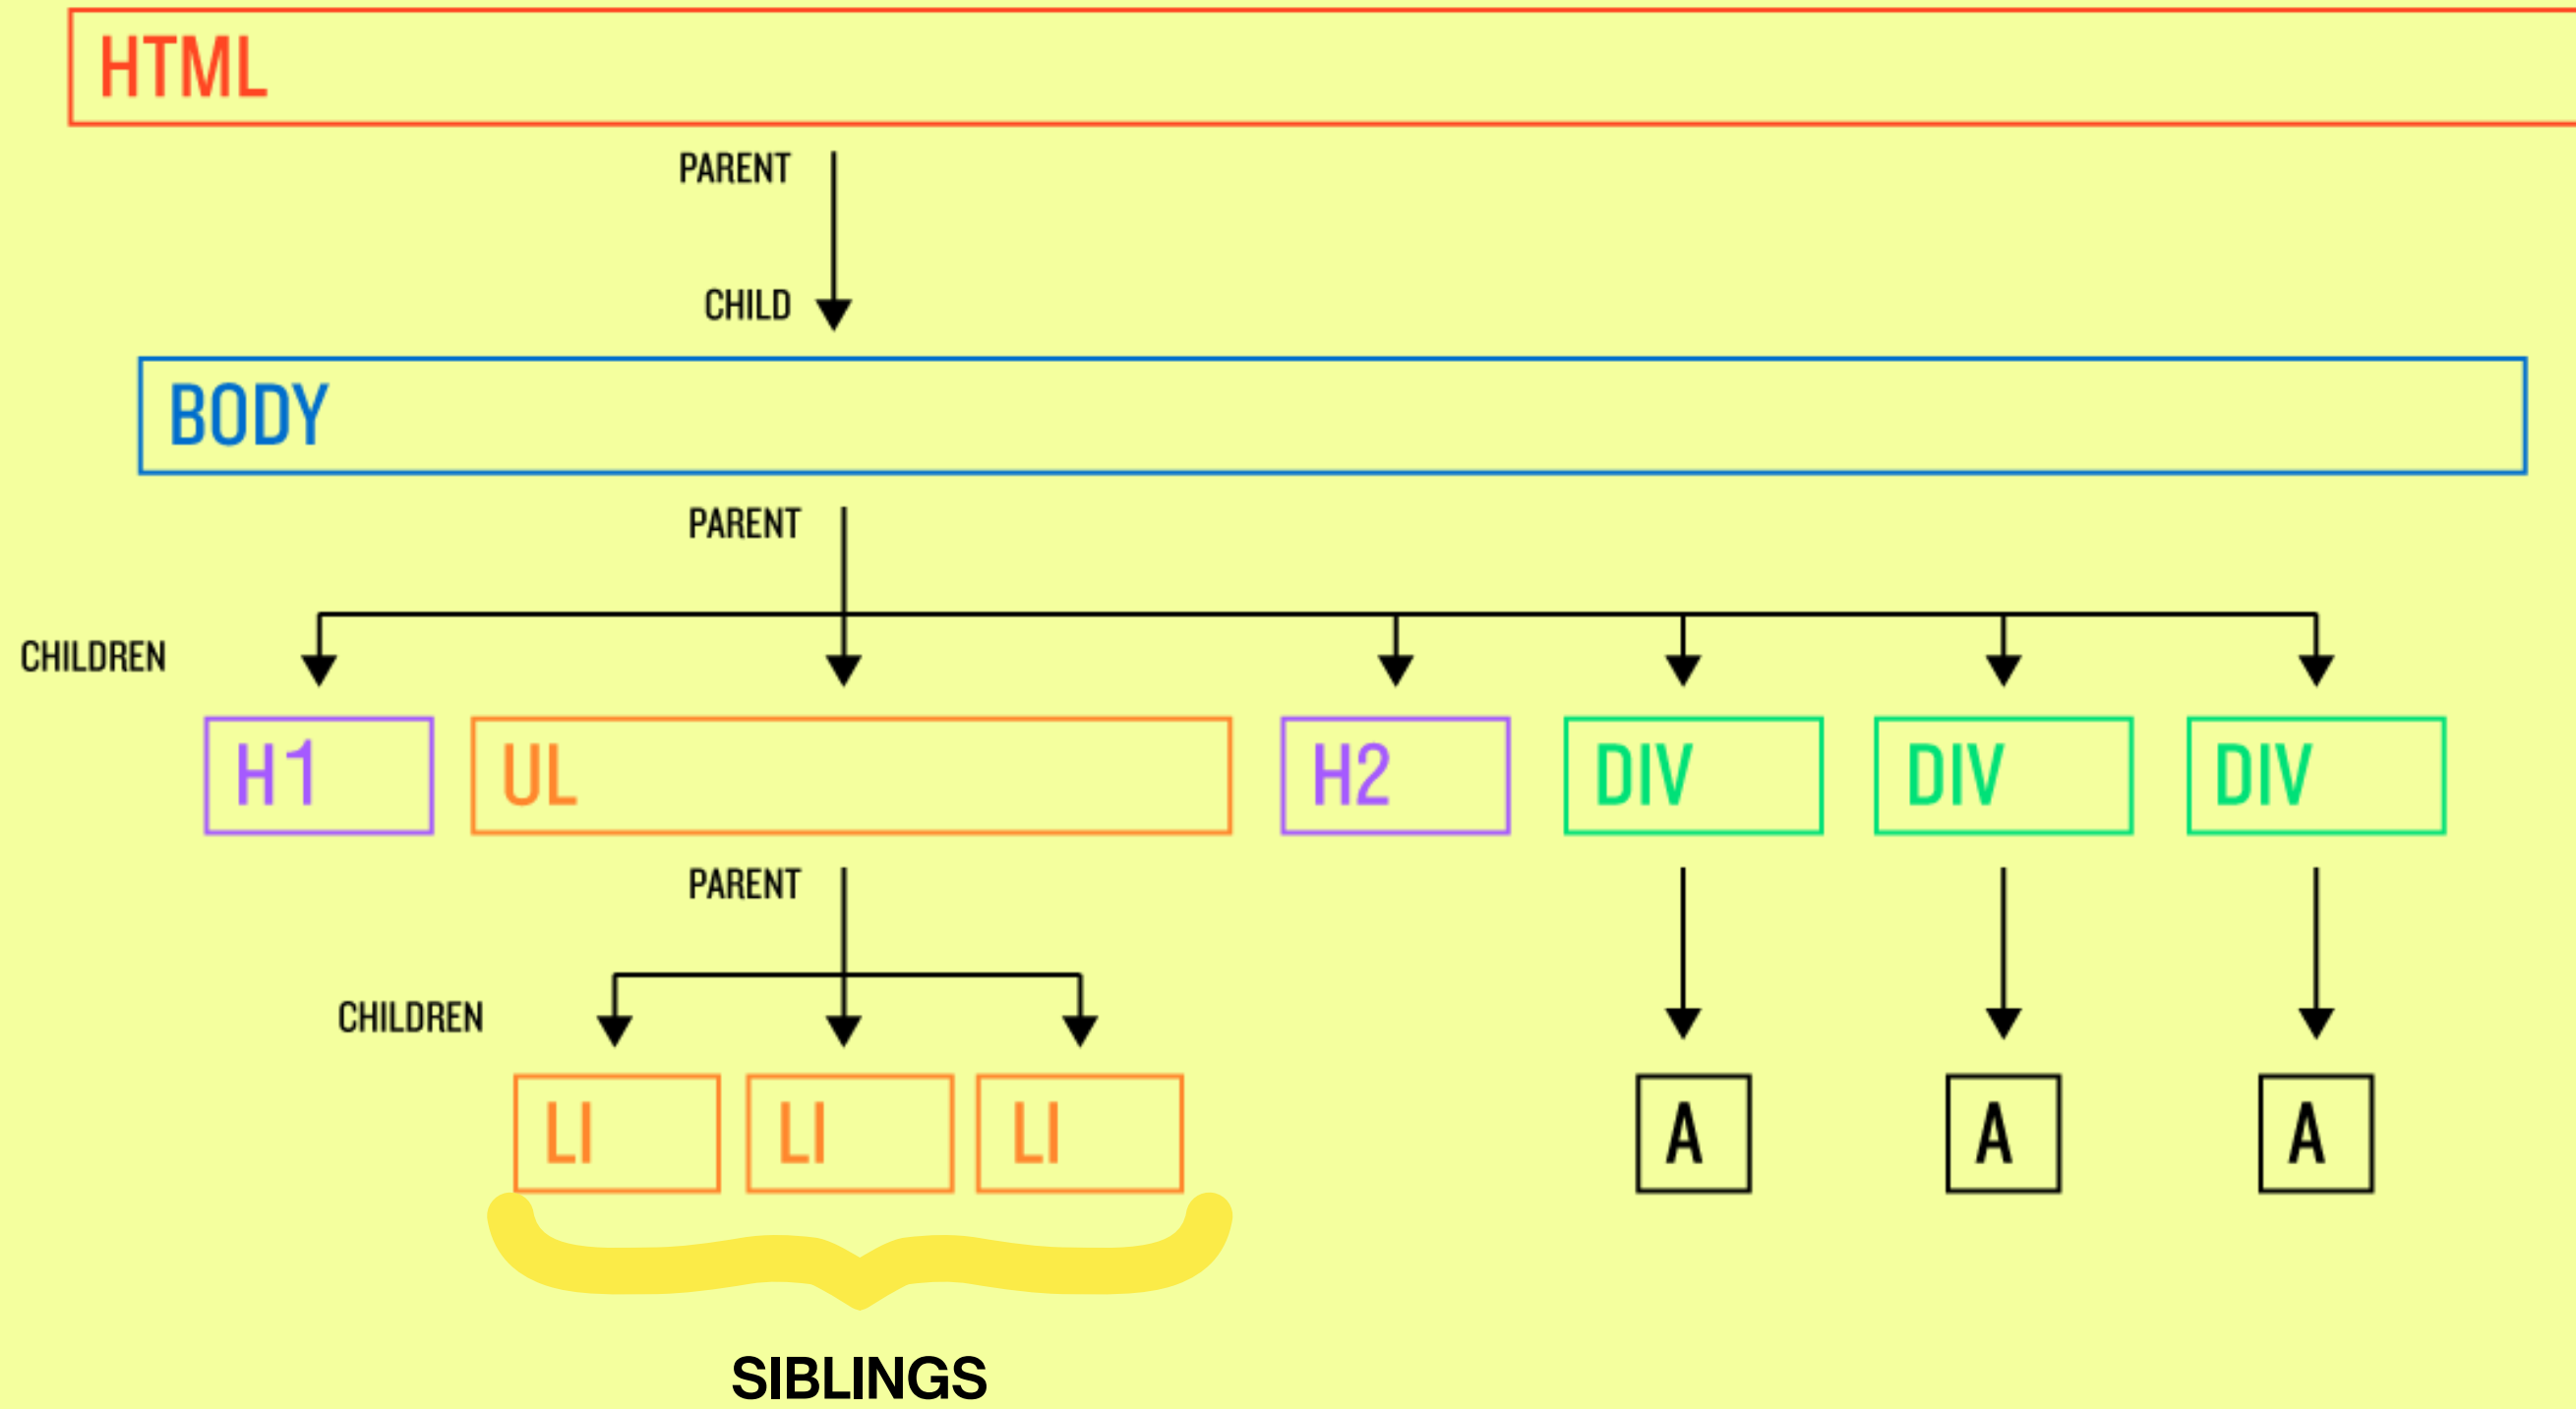 HTML
PARENT
CHILD
BODY
PARENT
CHILDREN
H1 UL H2 DIV DIV DIV
PARENT
CHILDREN
LI LI LI A A A
SIBLINGS